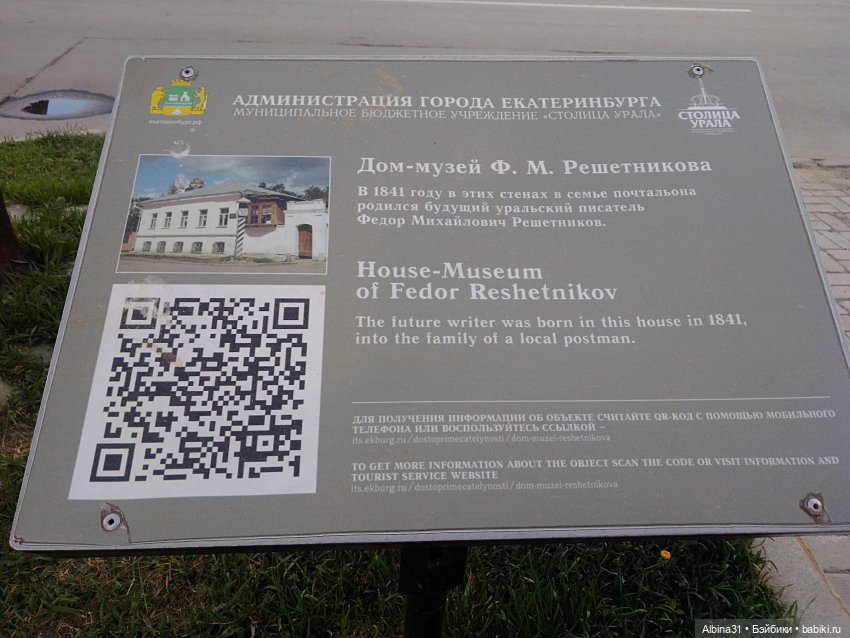 АДМИНИСТРАЦИЯ ГОРОДА ЕКАТЕРИНБУРГА
МУНИЦИПАЛЬНОЕ БЮДЖЕТНОЕ УЧРЕЖДЕНИЕ «СТОЛИЦА УРАЛА»
екатеринбург.рф
СТОЛИЦА
УРАЛА
Дом-музей Ф. М. Решетникова
В 1841 году в этих стенах в семье почтальона
родился будущий уральский писатель
Федор Михайлович Решетников.
House-Museum
of Fedor Reshetnikov
The future writer was born in this house in 1841,
into the family of a local postman.
ДЛЯ ПОЛУЧЕНИЯ ИНФОРМАЦИИ ОБ ОБЪЕКТЕ СЧИТАЙТЕ QR-КОД С ПОМОЩЬЮ МОБИЛЬНОГО
ТЕЛЕФОНА ИЛИ ВОСПОЛЬЗУЙТЕСЬ ССЫЛКОЙ –
its.ekburg.ru/dostoprimecatelynosti/dom-muzei-reshetnikova
TO GET MORE INFORMATION ABOUT THE OBJECT SCAN THE CODE OR VISIT INFORMATION AND
TOURIST SERVICE WEBSITE
its.ekburg.ru/dostoprimecatelynosti/dom-muzei-reshetnikova
Albina31 • Бэйбики • babiki.ru